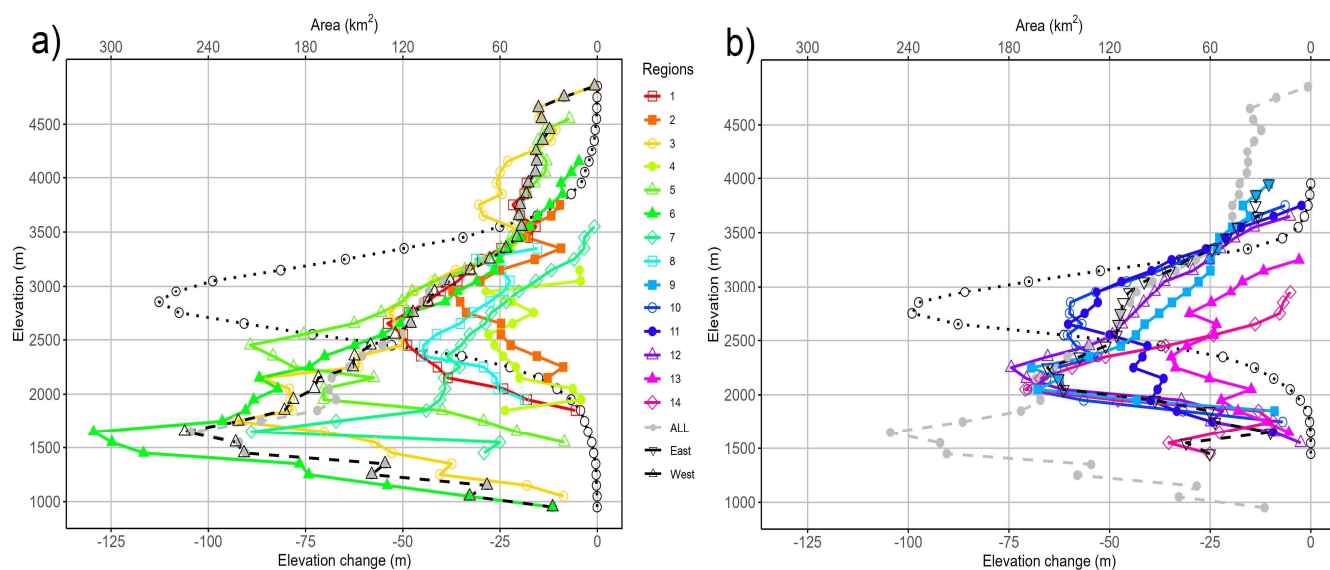 a)
Area (km²)
300 240 180 120 60 0
Elevation (m)
4500
4000
3500
3000
2500
2000
1500
1000
-125 -100 -75 -50 -25 0
Elevation change (m)
Regions
1
2
3
4
5
6
7
8
9
10
11
12
13
14
ALL
East
West
b)
Area (km²)
300 240 180 120 60 0
Elevation (m)
4500
4000
3500
3000
2500
2000
1500
1000
-125 -100 -75 -50 -25 0
Elevation change (m)